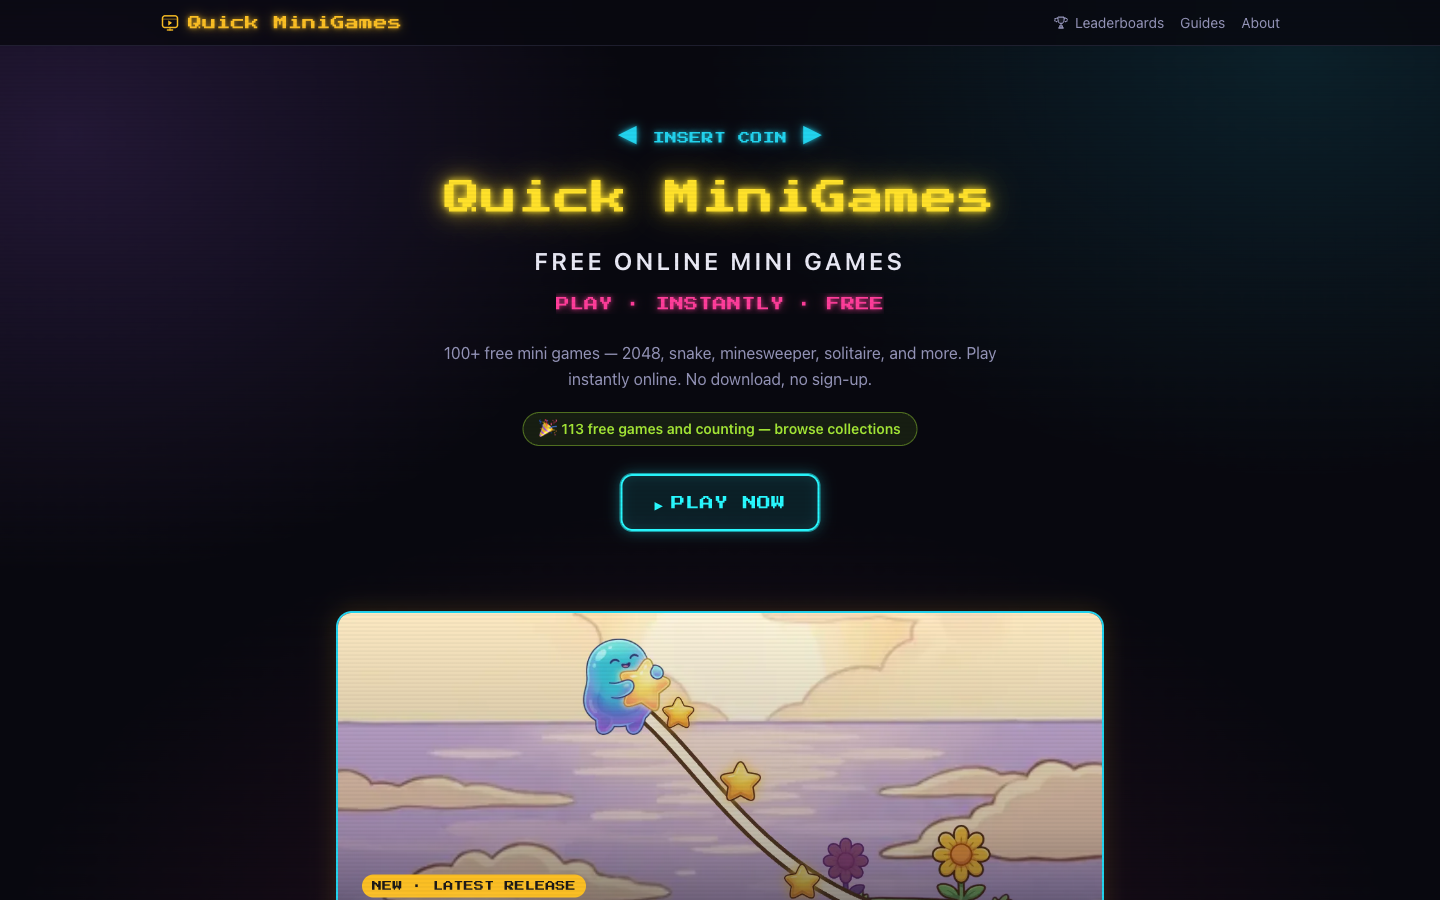 Quick MiniGames
Leaderboards Guides About
INSERT COIN
Quick MiniGames
FREE ONLINE MINI GAMES
PLAY · INSTANTLY · FREE
100+ free mini games — 2048, snake, minesweeper, solitaire, and more. Play
instantly online. No download, no sign-up.
🎉 113 free games and counting — browse collections
▶ PLAY NOW
NEW · LATEST RELEASE